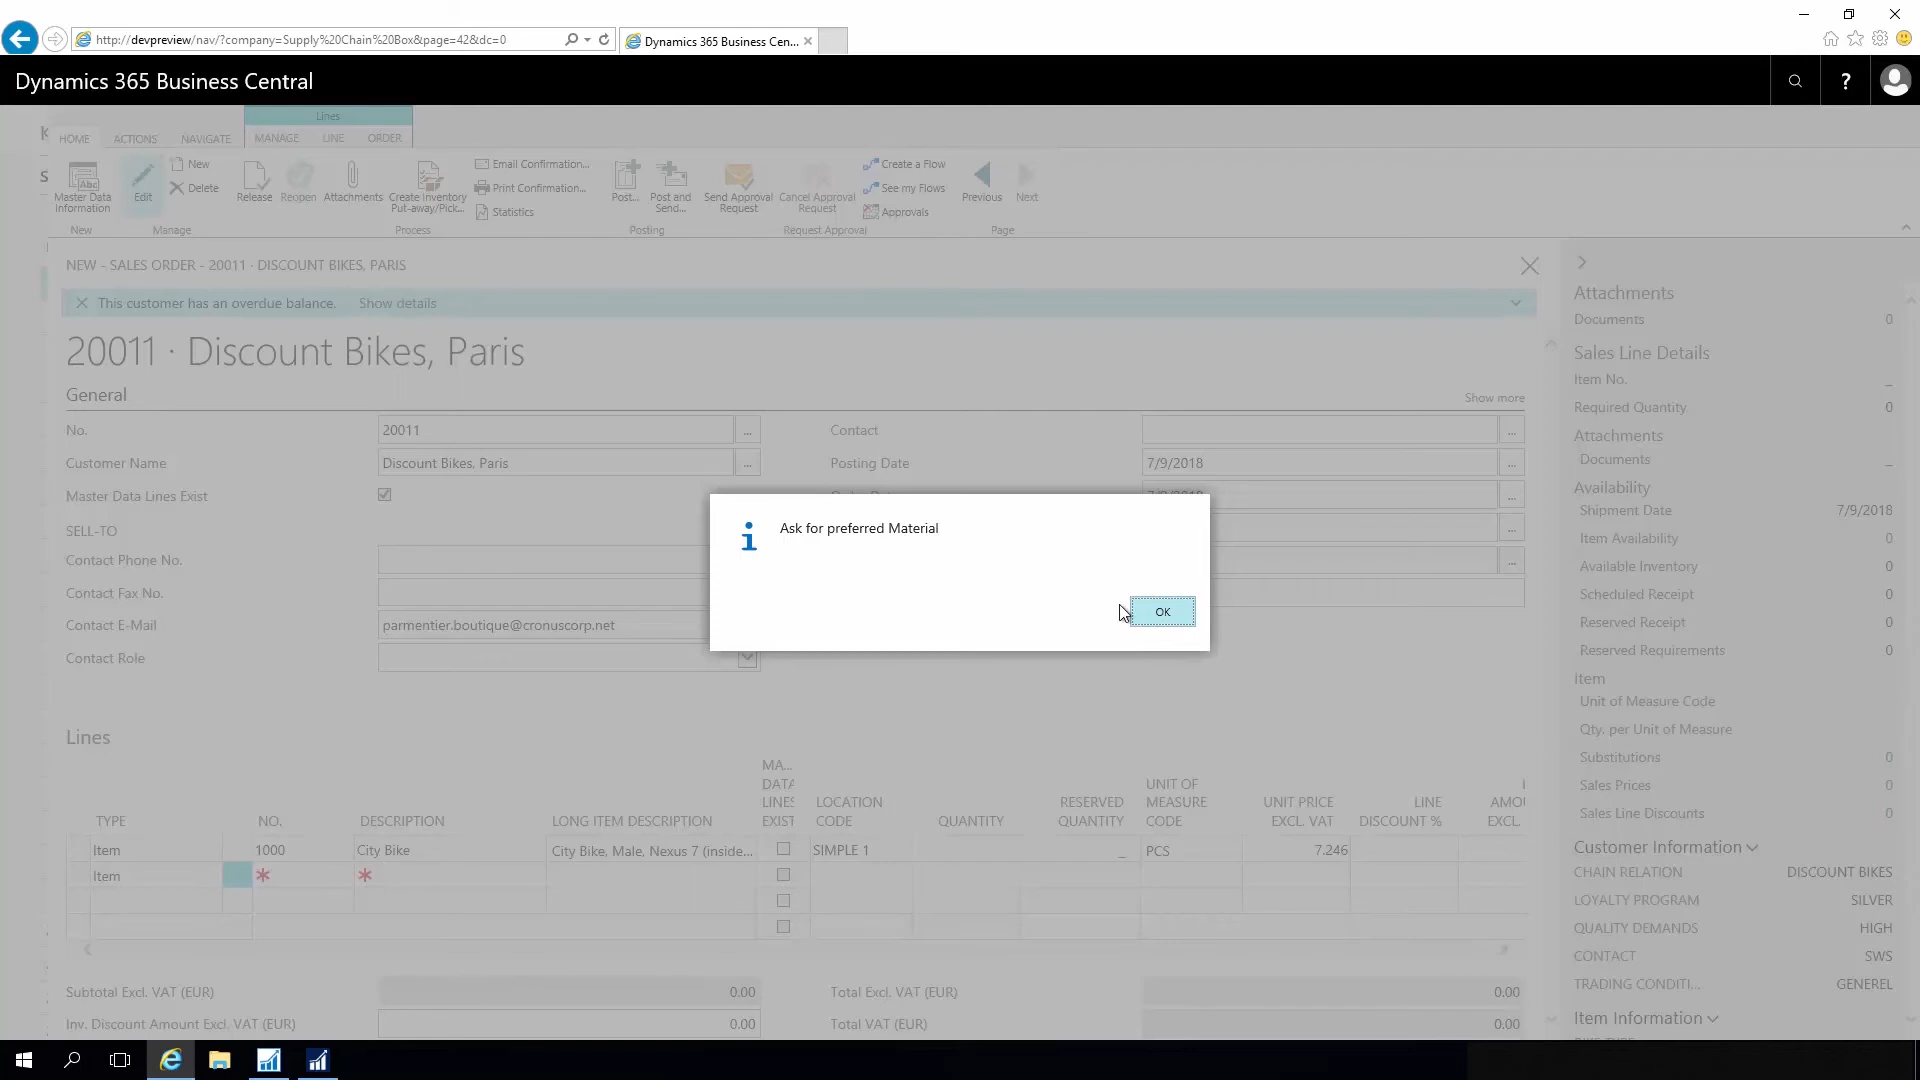 http://devpreview/nav/?company=Supply%20Chain%20Box&page=42&dc=0
Dynamics 365 Business Cen...
Dynamics 365 Business Central
?
Lines
HOME ACTIONS NAVIGATE MANAGE LINE ORDER
Master Data Information
Edit
New
Delete
Release
Reopen
Attachments
Create Inventory Put-away/Pick...
Email Confirmation...
Print Confirmation...
Statistics
Post...
Post and Send...
Send Approval Request
Cancel Approval Request
Create a Flow
See my Flows
Approvals
Previous
Next
New Manage Process Posting Request Approval Page
NEW - SALES ORDER - 20011 · DISCOUNT BIKES, PARIS
This customer has an overdue balance. Show details
20011 · Discount Bikes, Paris
General
Show more
No. 20011 ...
Contact ...
Customer Name Discount Bikes, Paris ...
Posting Date 7/9/2018 ...
Master Data Lines Exist
SELL-TO
Contact Phone No.
Contact Fax No.
Contact E-Mail parmentier.boutique@cronuscorp.net
Contact Role
Ask for preferred Material
OK
Lines
TYPE NO. DESCRIPTION LONG ITEM DESCRIPTION MA... DATA LINES EXIST LOCATION CODE QUANTITY RESERVED QUANTITY UNIT OF MEASURE CODE UNIT PRICE EXCL. VAT LINE DISCOUNT % EXCL.
Item 1000 City Bike City Bike, Male, Nexus 7 (inside... SIMPLE 1 _ PCS 7.246
Item * *
Subtotal Excl. VAT (EUR) 0.00 Total Excl. VAT (EUR) 0.00
Inv. Discount Amount Excl. VAT (EUR) 0.00 Total VAT (EUR) 0.00
Attachments
Documents 0
Sales Line Details
Item No. _
Required Quantity 0
Attachments
Documents _
Availability
Shipment Date 7/9/2018
Item Availability 0
Available Inventory 0
Scheduled Receipt 0
Reserved Receipt 0
Reserved Requirements 0
Item
Unit of Measure Code
Qty. per Unit of Measure
Substitutions 0
Sales Prices 0
Sales Line Discounts 0
Customer Information
CHAIN RELATION DISCOUNT BIKES
LOYALTY PROGRAM SILVER
QUALITY DEMANDS HIGH
CONTACT SWS
TRADING CONDITI... GENEREL
Item Information